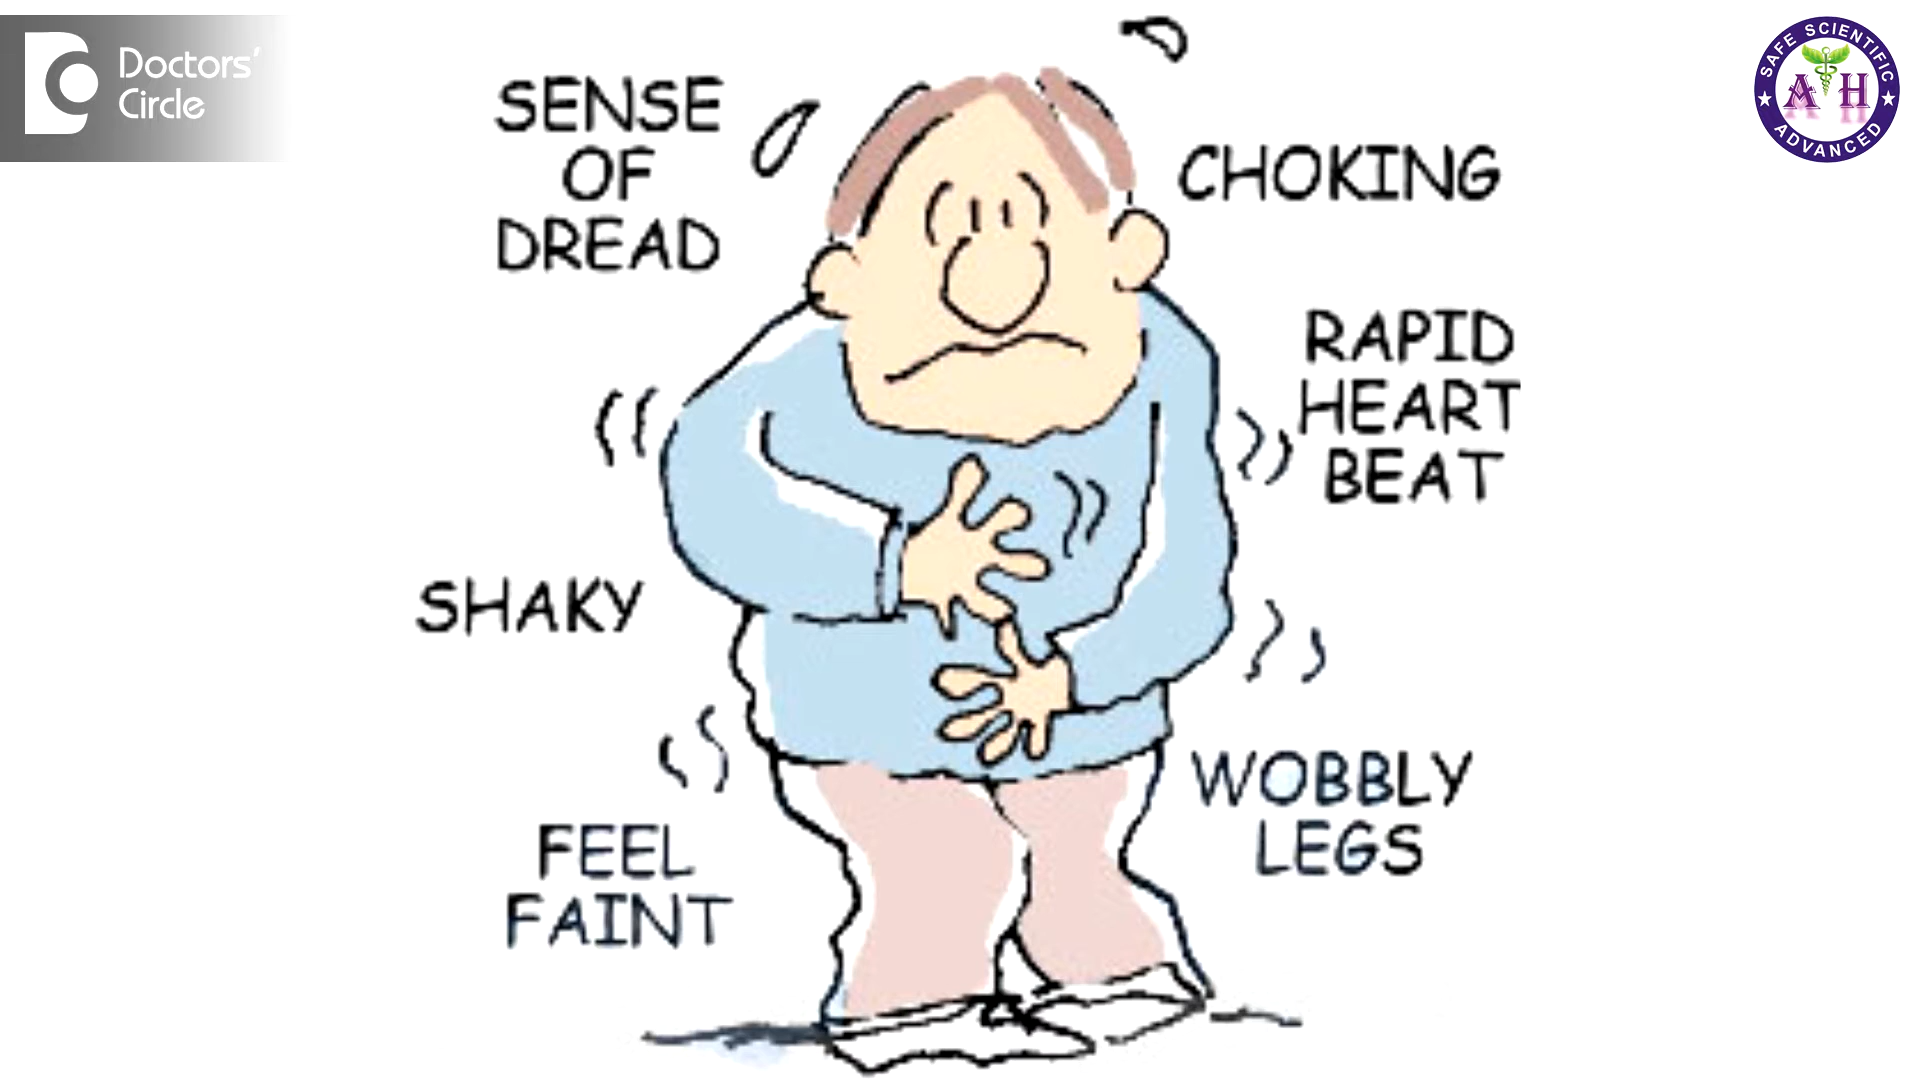 Doctors'
Circle
SENSE
OF
DREAD
CHOKING
SAFE SCIENTIFIC
A H
ADVANCED
RAPID
HEART
BEAT
SHAKY
WOBBLY
LEGS
FEEL
FAINT